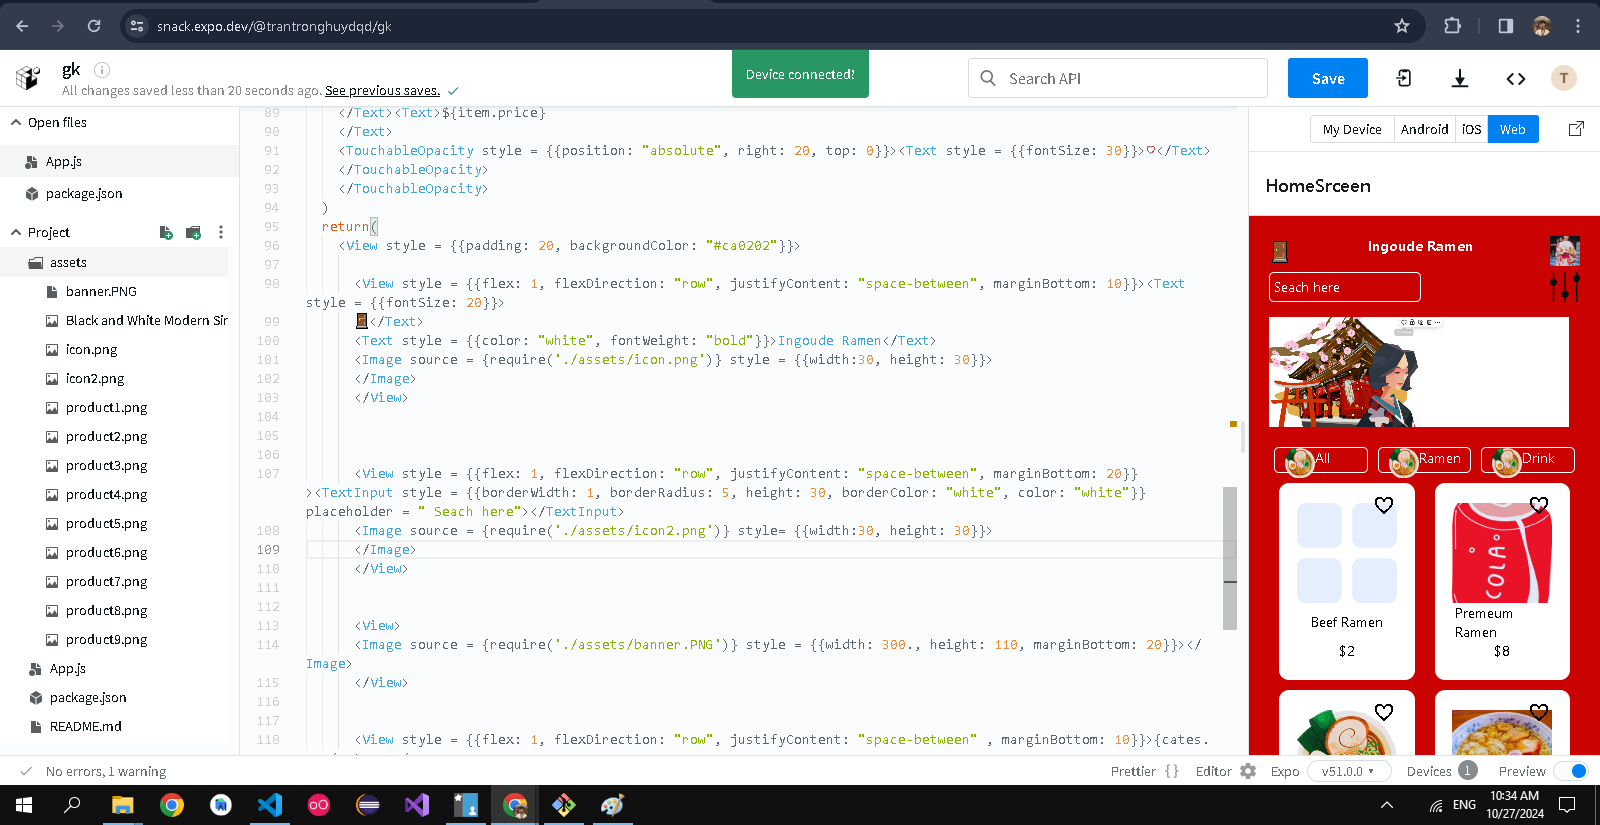 snack.expo.dev/@trantronghuydqd/gk
gk
All changes saved less than 20 seconds ago. See previous saves.
Device connected!
Search API
Save
T
Open files
App.js
package.json
Project
assets
banner.PNG
Black and White Modern Sir
icon.png
icon2.png
product1.png
product2.png
product3.png
product4.png
product5.png
product6.png
product7.png
product8.png
product9.png
App.js
package.json
README.md
89 </Text><Text>${item.price}
90 </Text>
91 <TouchableOpacity style = {{position: "absolute", right: 20, top: 0}}><Text style = {{fontSize: 30}}>♡</Text>
92 </TouchableOpacity>
93 </TouchableOpacity>
94 )
95 return(
96 <View style = {{padding: 20, backgroundColor: "#ca0202"}}>
97
98 <View style = {{flex: 1, flexDirection: "row", justifyContent: "space-between", marginBottom: 10}}><Text
style = {{fontSize: 20}}>
99 🚪</Text>
100 <Text style = {{color: "white", fontWeight: "bold"}}>Ingoude Ramen</Text>
101 <Image source = {require('./assets/icon.png')} style = {{width:30, height: 30}}>
102 </Image>
103 </View>
104
105
106
107 <View style = {{flex: 1, flexDirection: "row", justifyContent: "space-between", marginBottom: 20}}
><TextInput style = {{borderWidth: 1, borderRadius: 5, height: 30, borderColor: "white", color: "white"}}
placeholder = " Seach here"></TextInput>
108 <Image source = {require('./assets/icon2.png')} style= {{width:30, height: 30}}>
109 </Image>
110 </View>
111
112
113 <View>
114 <Image source = {require('./assets/banner.PNG')} style = {{width: 300., height: 110, marginBottom: 20}}></
Image>
115 </View>
116
117
118 <View style = {{flex: 1, flexDirection: "row", justifyContent: "space-between" , marginBottom: 10}}>{cates.
My Device Android iOS Web
HomeSrceen
Ingoude Ramen
Seach here
All Ramen Drink
COLA
Beef Ramen
$2
Premeum
Ramen
$8
No errors, 1 warning
Prettier {} Editor Expo v51.0.0 Devices 1 Preview
ENG
10:34 AM
10/27/2024